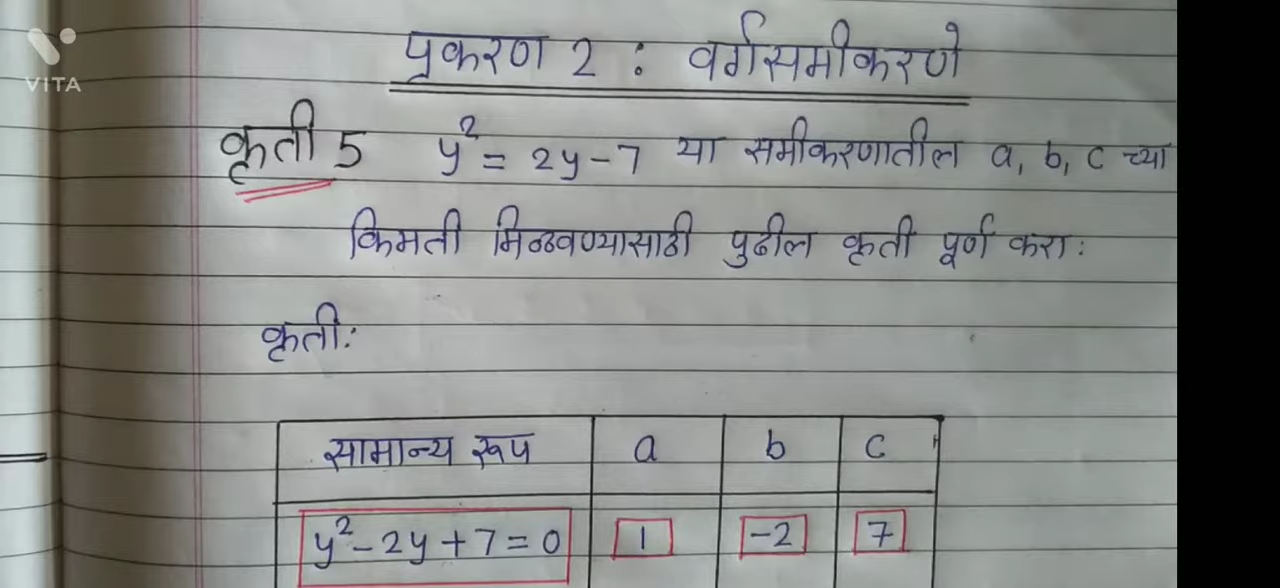 VITA
प्रकरण 2 : वर्गसमीकरणे
कृती 5 y² = 2y - 7 या समीकरणातील a, b, c च्या
किमती मिळवण्यासाठी पुढील कृती पूर्ण करा:
कृती:
सामान्य रूप a b c
y² - 2y + 7 = 0 1 -2 7